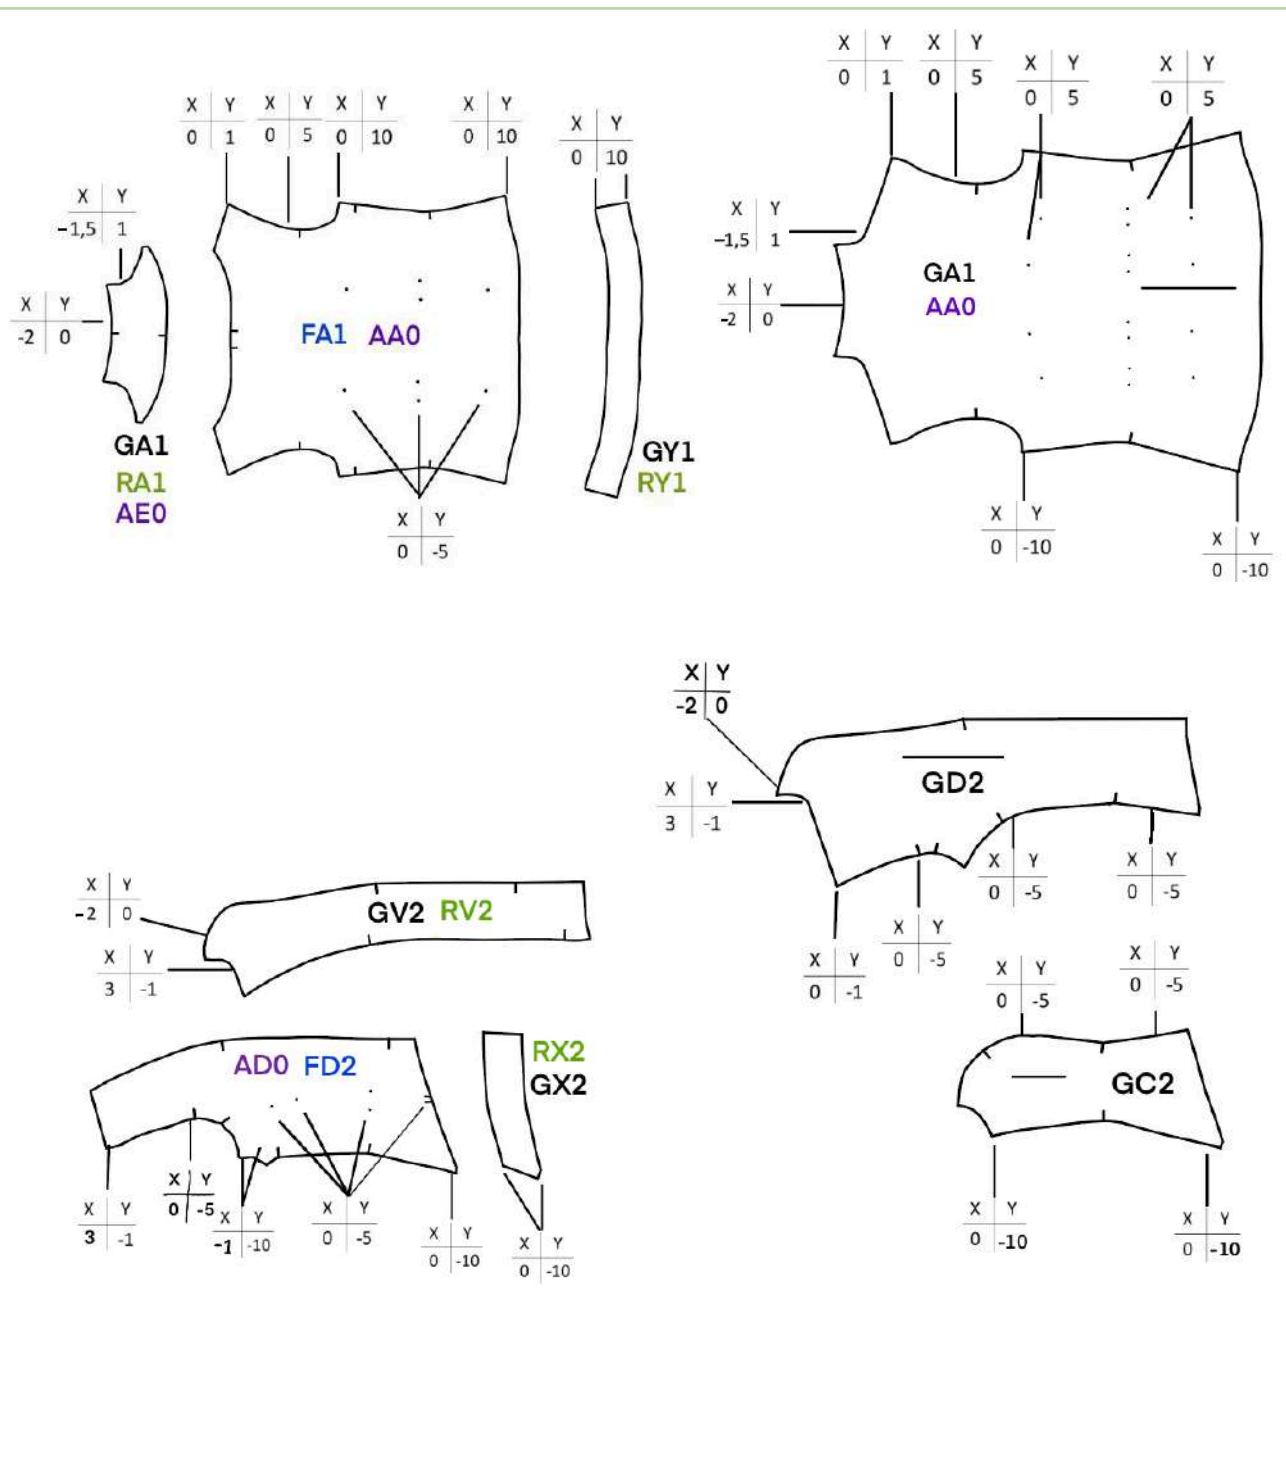 X Y
0 1
X Y
0 5
X Y
0 10
X Y
0 10
X Y
0 10
X Y
-1,5 1
X Y
-2 0
FA1 AA0
GA1
RA1
AE0
X Y
0 -5
GY1
RY1
X Y
0 1
X Y
0 5
X Y
0 5
X Y
0 5
X Y
-1,5 1
X Y
-2 0
GA1
AA0
X Y
0 -10
X Y
0 -10
X Y
-2 0
X Y
3 -1
GD2
X Y
0 -5
X Y
0 -5
X Y
0 -5
X Y
0 -1
X Y
-2 0
X Y
3 -1
GV2 RV2
AD0 FD2
RX2
GX2
X Y
3 -1
X Y
0 -5
X Y
-1 -10
X Y
0 -5
X Y
0 -10
X Y
0 -10
X Y
0 -5
X Y
0 -5
GC2
X Y
0 -10
X Y
0 -10